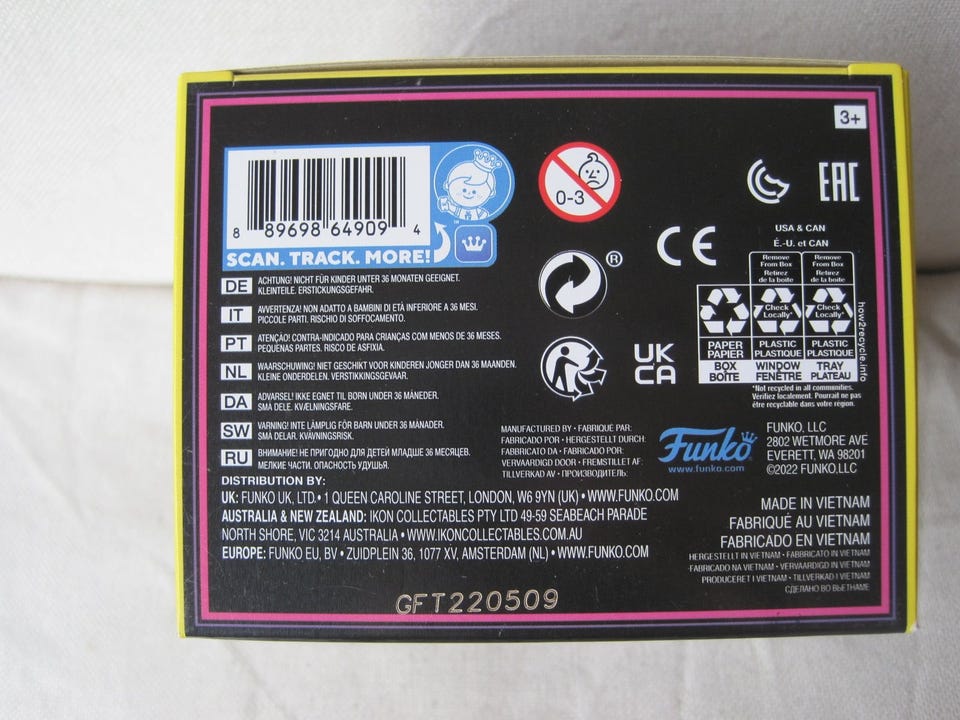 3+
8 89698 64909 4
TM
SCAN. TRACK. MORE!
0-3
EAC
CE
®
UK
CA
USA & CAN
É.-U. et CAN
Remove From Box
Retirez de la boîte
Remove From Box
Retirez de la boîte
Check Locally*
Check Locally*
PAPER PAPIER
PLASTIC PLASTIQUE
PLASTIC PLASTIQUE
BOX BOÎTE
WINDOW FENÊTRE
TRAY PLATEAU
how2recycle.info
*Not recycled in all communities.
Vérifiez localement. Pourrait ne pas
être recyclable dans votre région.
DE ACHTUNG! NICHT FÜR KINDER UNTER 36 MONATEN GEEIGNET.
KLEINTEILE. ERSTICKUNGSGEFAHR.
IT AVVERTENZA! NON ADATTO A BAMBINI DI ETÀ INFERIORE A 36 MESI.
PICCOLE PARTI. RISCHIO DI SOFFOCAMENTO.
PT ATENÇÃO! CONTRA-INDICADO PARA CRIANÇAS COM MENOS DE 36 MESES.
PEQUENAS PARTES. RISCO DE ASFIXIA.
NL WAARSCHUWING! NIET GESCHIKT VOOR KINDEREN JONGER DAN 36 MAANDEN.
KLEINE ONDERDELEN. VERSTIKKINGSGEVAAR.
DA ADVARSEL! IKKE EGNET TIL BØRN UNDER 36 MÅNEDER.
SMÅ DELE. KVÆLNINGSFARE.
SW VARNING! INTE LÄMPLIG FÖR BARN UNDER 36 MÅNADER.
SMÅ DELAR. KVÄVNINGSRISK.
RU ВНИМАНИЕ! НЕ ПРИГОДНО ДЛЯ ДЕТЕЙ МЛАДШЕ 36 МЕСЯЦЕВ.
МЕЛКИЕ ЧАСТИ. ОПАСНОСТЬ УДУШЬЯ.
MANUFACTURED BY • FABRIQUÉ PAR:
FABRICADO POR • HERGESTELLT DURCH:
FABBRICATO DA • FABRICADO POR:
VERVAARDIGD DOOR • FREMSTILLET AF:
TILLVERKAD AV • ПРОИЗВОДИТЕЛЬ:
Funko
www.funko.com
FUNKO, LLC
2802 WETMORE AVE
EVERETT, WA 98201
©2022 FUNKO,LLC
DISTRIBUTION BY:
UK: FUNKO UK, LTD.• 1 QUEEN CAROLINE STREET, LONDON, W6 9YN (UK) • WWW.FUNKO.COM
AUSTRALIA & NEW ZEALAND: IKON COLLECTABLES PTY LTD 49-59 SEABEACH PARADE
NORTH SHORE, VIC 3214 AUSTRALIA • WWW.IKONCOLLECTABLES.COM.AU
EUROPE: FUNKO EU, BV • ZUIDPLEIN 36, 1077 XV, AMSTERDAM (NL) • WWW.FUNKO.COM
MADE IN VIETNAM
FABRIQUÉ AU VIETNAM
FABRICADO EN VIETNAM
HERGESTELLT IN VIETNAM • FABBRICATO IN VIETNAM
FABRICADO NA VIETNAM • VERVAARDIGD IN VIETNAM
PRODUCERET I VIETNAM • TILLVERKAD I VIETNAM
СДЕЛАНО ВО ВЬЕТНАМЕ
GFT220509